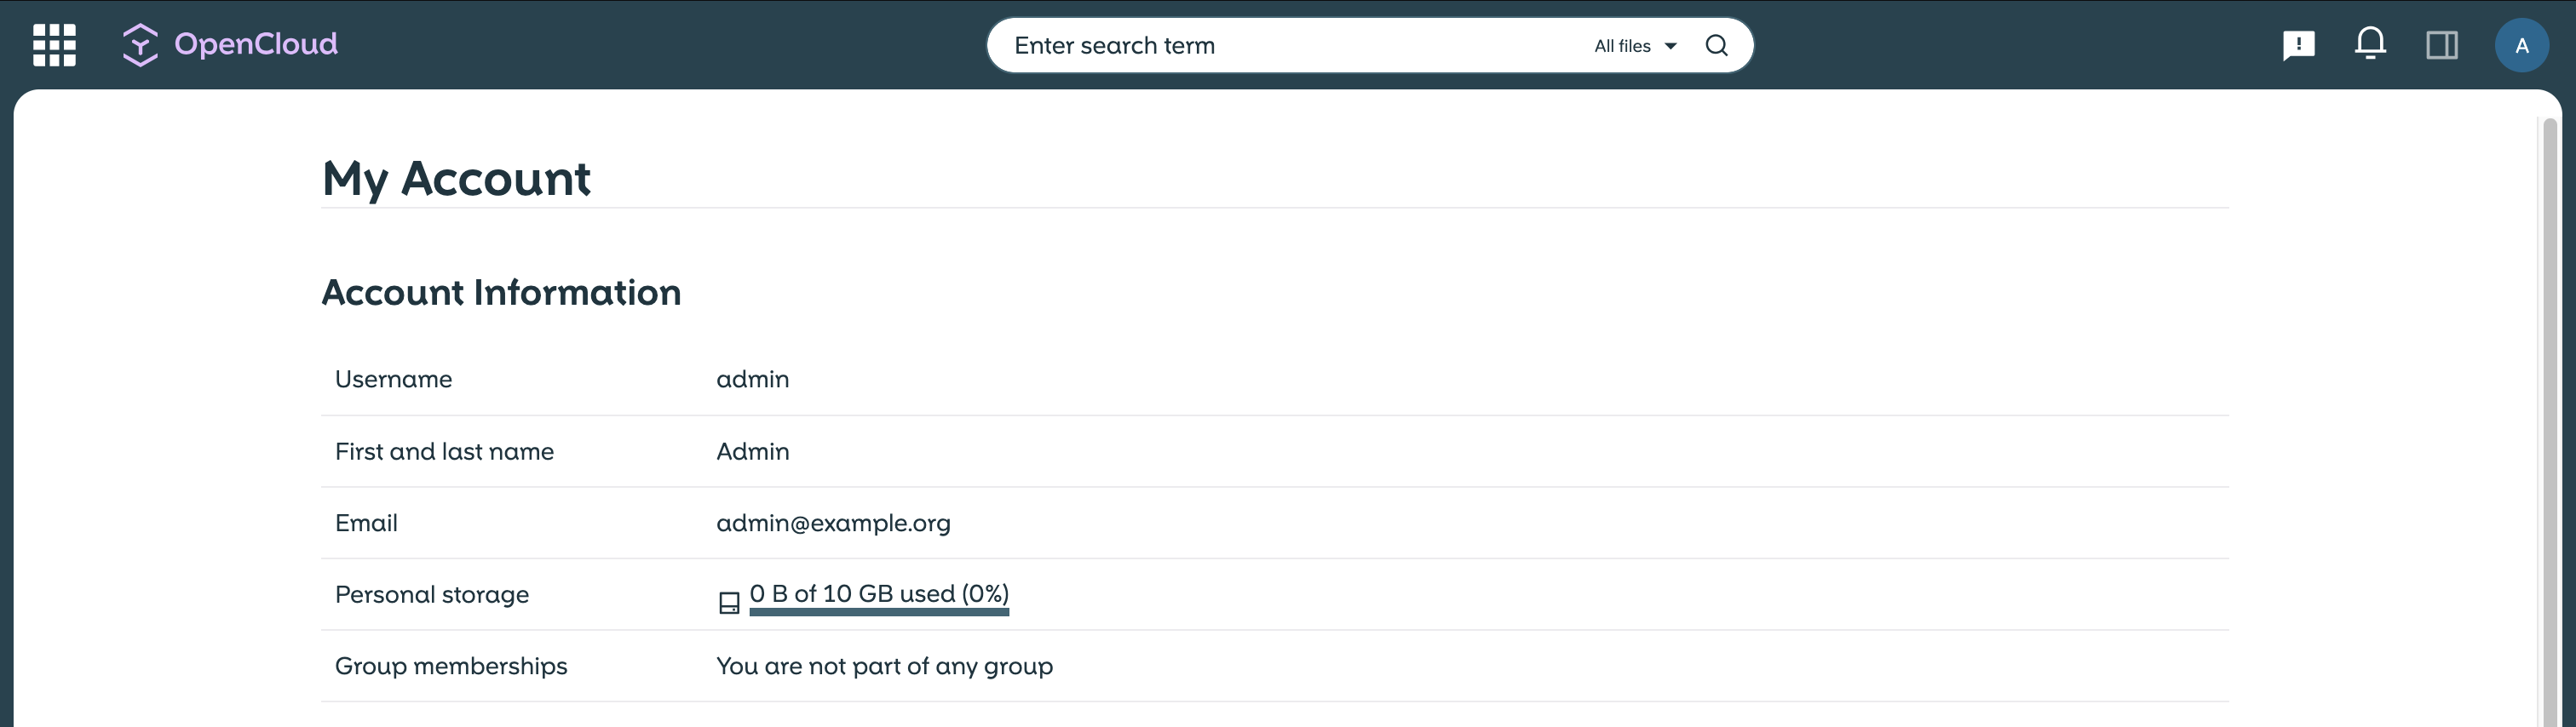 OpenCloud
Enter search term
All files
A
My Account
Account Information
Username admin
First and last name Admin
Email admin@example.org
Personal storage 0 B of 10 GB used (0%)
Group memberships You are not part of any group